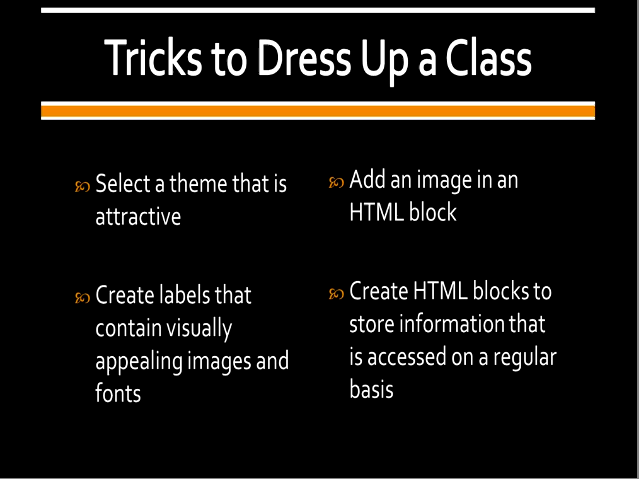 Tricks to Dress Up a Class
Select a theme that is
attractive
Create labels that
contain visually
appealing images and
fonts
Add an image in an
HTML block
Create HTML blocks to
store information that
is accessed on a regular
basis